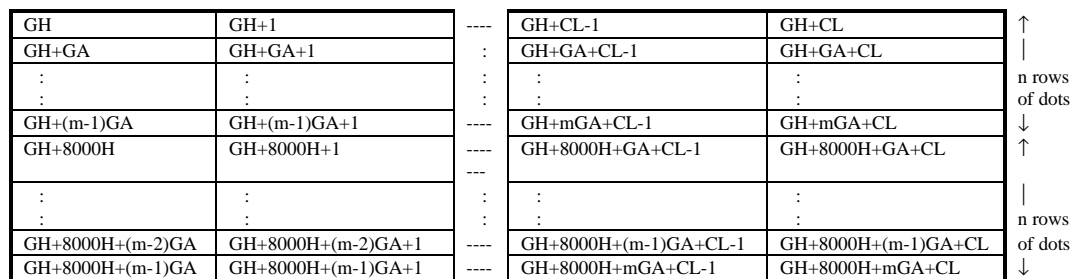 GH GH+1 ---- GH+CL-1 GH+CL ↑
GH+GA GH+GA+1 : GH+GA+CL-1 GH+GA+CL |
: : : : : n rows
: : : : : of dots
GH+(m-1)GA GH+(m-1)GA+1 ---- GH+mGA+CL-1 GH+mGA+CL ↓
GH+8000H GH+8000H+1 ---- GH+8000H+GA+CL-1 GH+8000H+GA+CL ↑
---
: : : : : |
: : : : : n rows
GH+8000H+(m-2)GA GH+8000H+(m-2)GA+1 ---- GH+8000H+(m-1)GA+CL-1 GH+8000H+(m-1)GA+CL of dots
GH+8000H+(m-1)GA GH+8000H+(m-1)GA+1 ---- GH+8000H+mGA+CL-1 GH+8000H+mGA+CL ↓